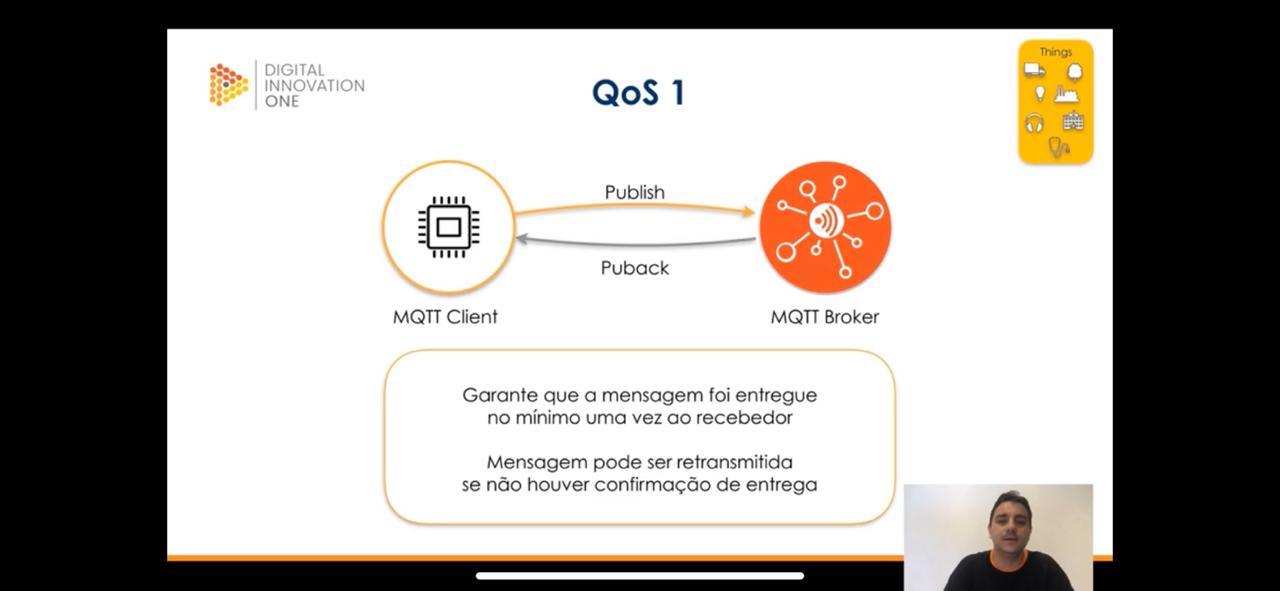 DIGITAL
INNOVATION
ONE
QoS 1
Things
Publish
Puback
MQTT Client
MQTT Broker
Garante que a mensagem foi entregue
no mínimo uma vez ao recebedor
Mensagem pode ser retransmitida
se não houver confirmação de entrega